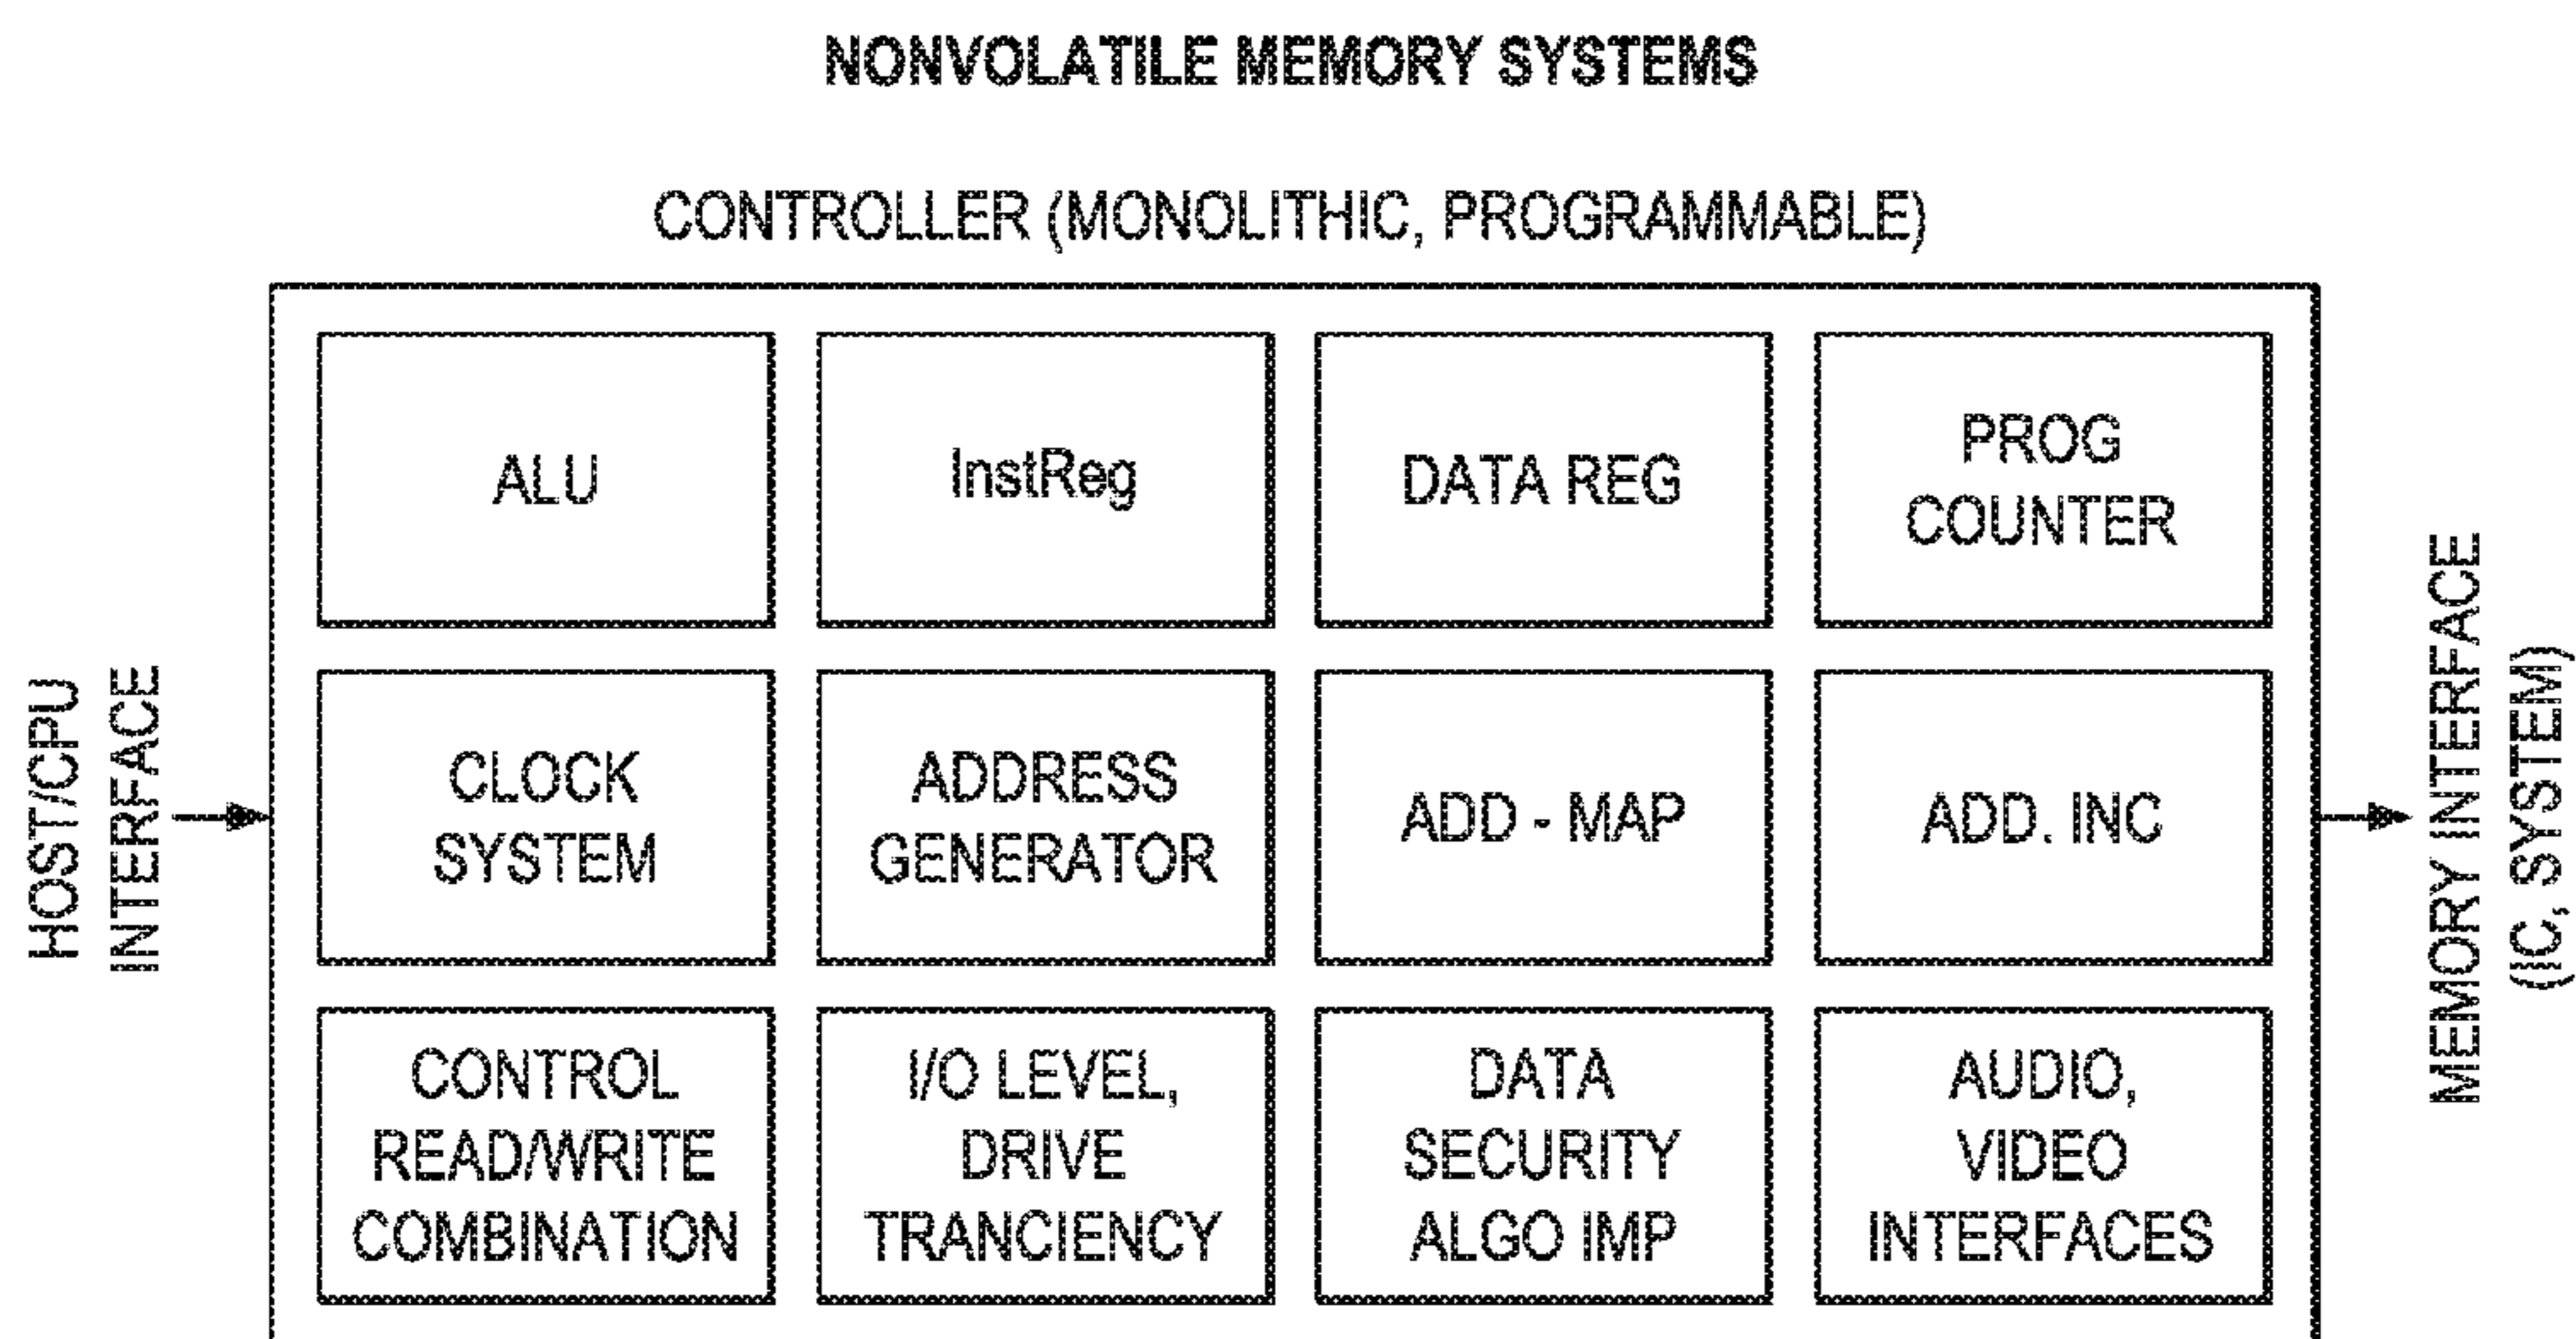 NONVOLATILE MEMORY SYSTEMS
CONTROLLER (MONOLITHIC, PROGRAMMABLE)
HOST/CPU
INTERFACE
ALU
InstReg
DATA REG
PROG
COUNTER
CLOCK
SYSTEM
ADDRESS
GENERATOR
ADD - MAP
ADD. INC
CONTROL
READ/WRITE
COMBINATION
I/O LEVEL,
DRIVE
TRANCIENCY
DATA
SECURITY
ALGO IMP
AUDIO,
VIDEO
INTERFACES
MEMORY INTERFACE
(IC, SYSTEM)